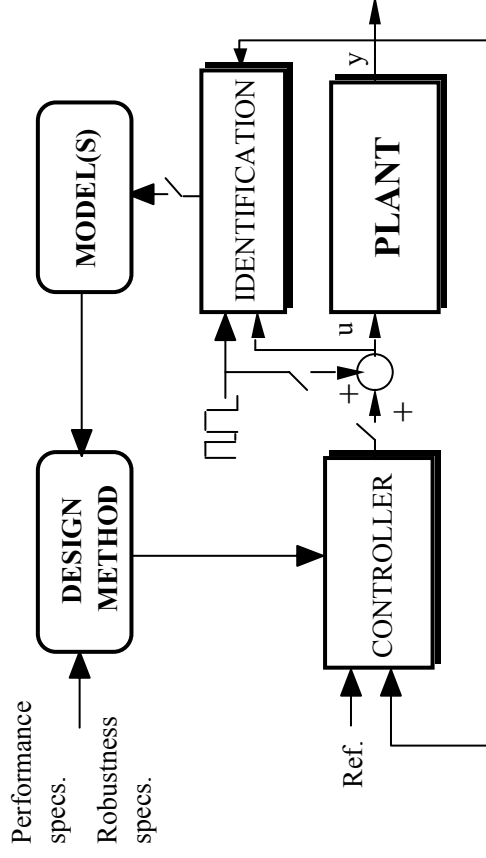 Performance
specs.
Robustness
specs.
DESIGN
METHOD
MODEL(S)
IDENTIFICATION
Ref.
CONTROLLER
+
+
u
PLANT
y